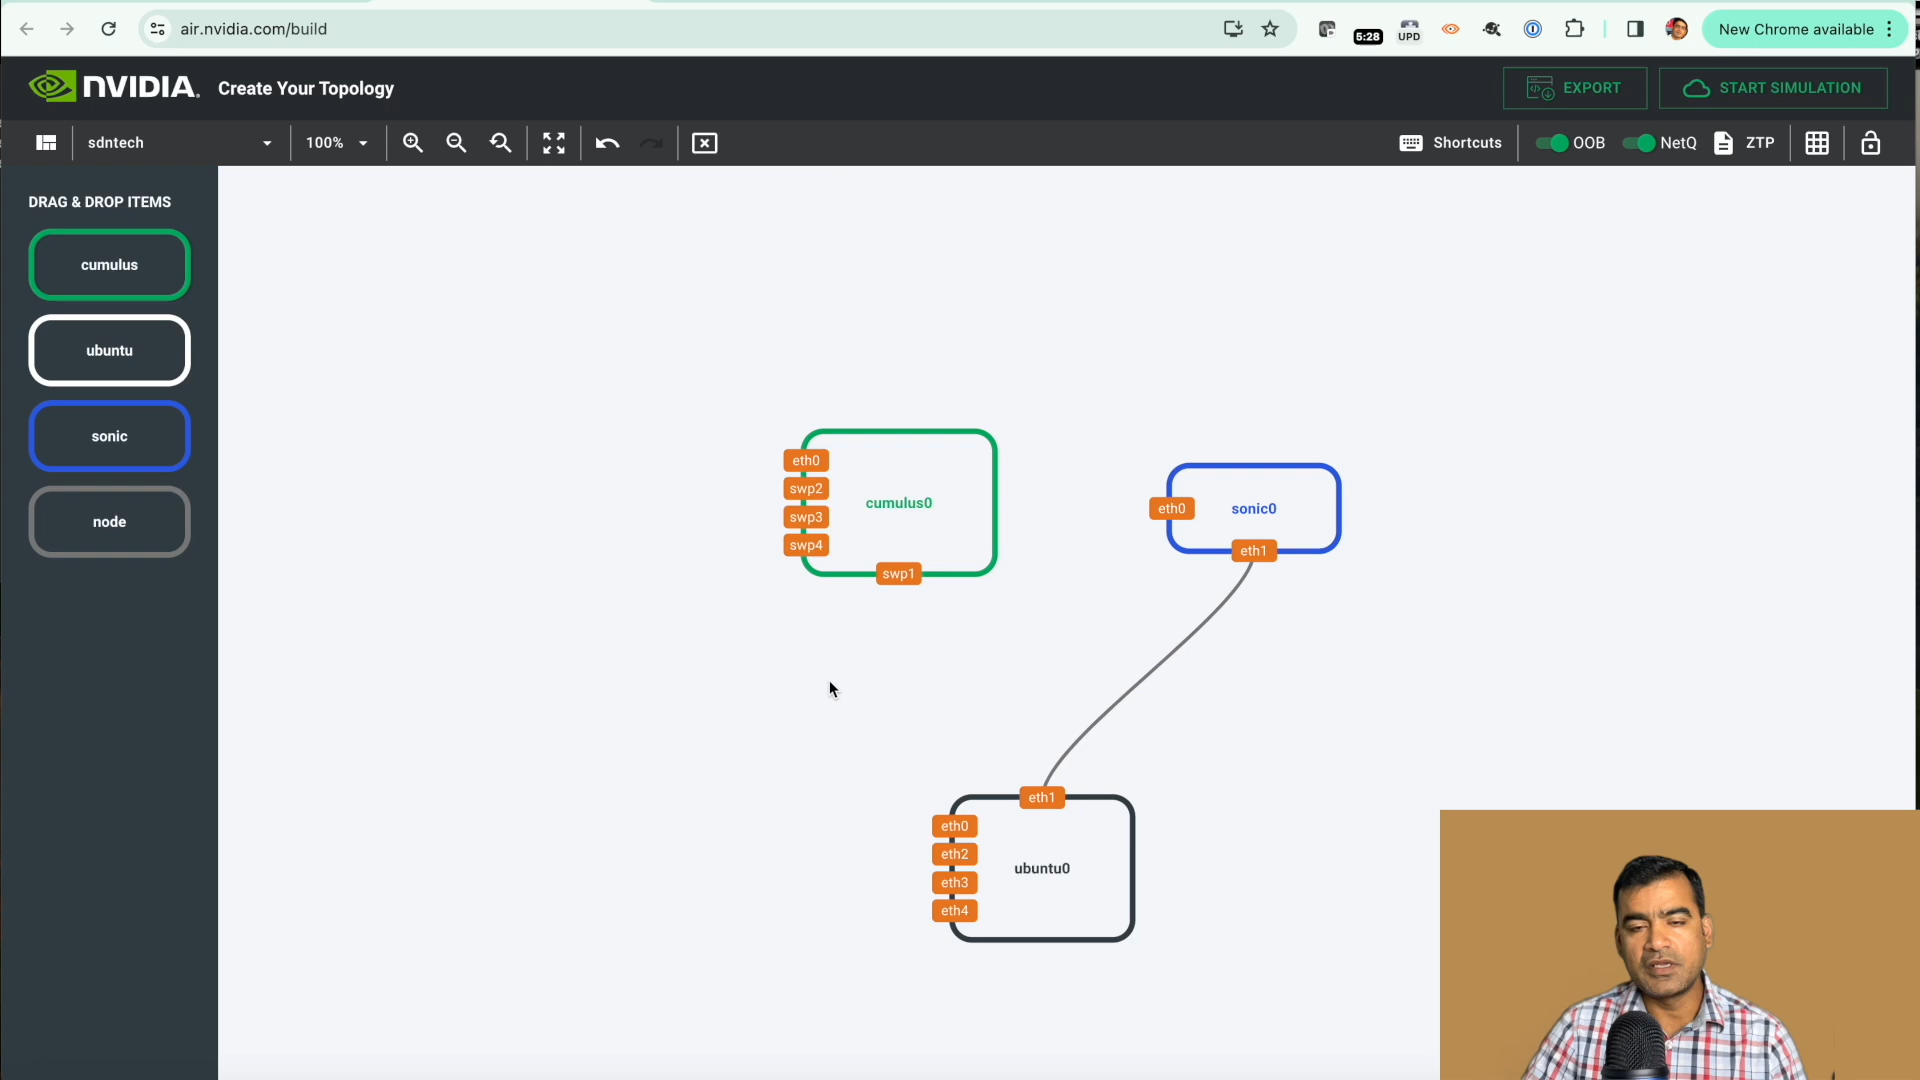 air.nvidia.com/build
5:28
UPD
New Chrome available
NVIDIA.
Create Your Topology
EXPORT
START SIMULATION
sdntech
100%
Shortcuts
OOB
NetQ
ZTP
DRAG & DROP ITEMS
cumulus
ubuntu
sonic
node
eth0
swp2
swp3
swp4
cumulus0
swp1
eth0
sonic0
eth1
eth1
eth0
eth2
eth3
eth4
ubuntu0